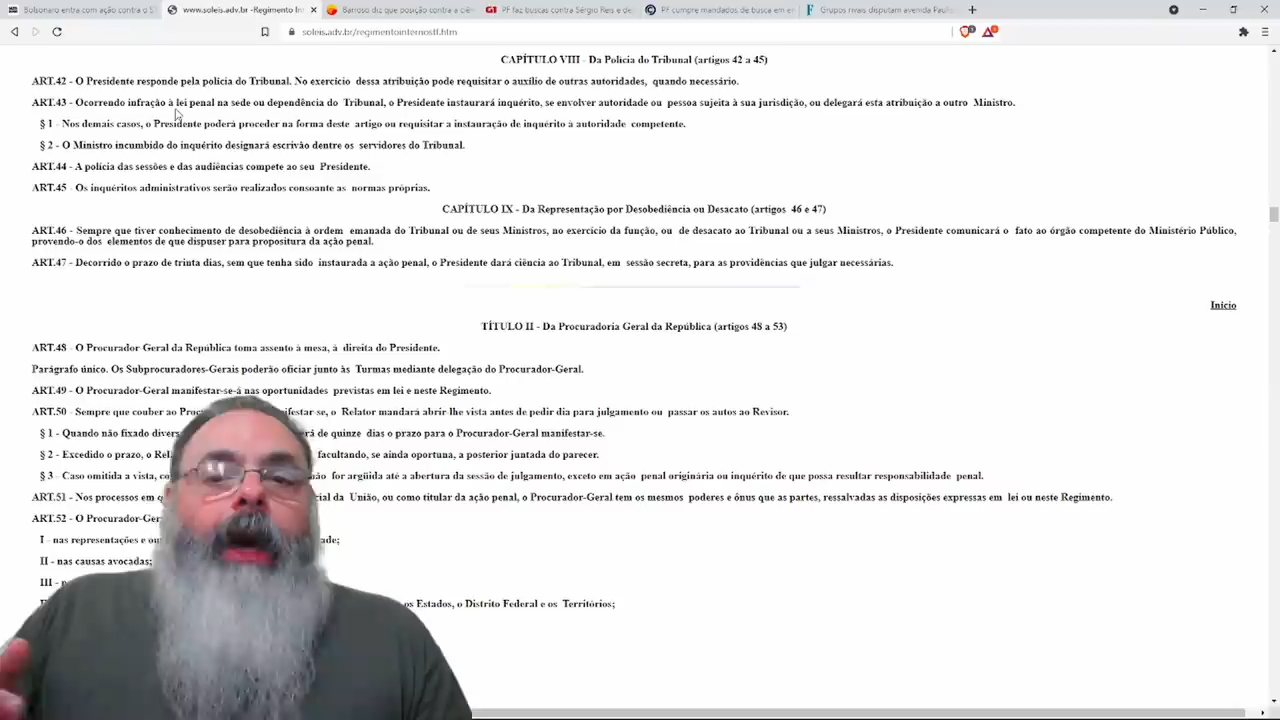 Bolsonaro entra com ação contra o S
www.soleis.adv.br -Regimento In
Barroso diz que posição contra a ciên
PF faz buscas contra Sérgio Reis e de
PF cumpre mandados de busca em e
Grupos rivais disputam avenida Paulis
soleis.adv.br/regimentointernostf.htm
CAPÍTULO VIII - Da Polícia do Tribunal (artigos 42 a 45)
ART.42 - O Presidente responde pela polícia do Tribunal. No exercício dessa atribuição pode requisitar o auxílio de outras autoridades, quando necessário.
ART.43 - Ocorrendo infração à lei penal na sede ou dependência do Tribunal, o Presidente instaurará inquérito, se envolver autoridade ou pessoa sujeita à sua jurisdição, ou delegará esta atribuição a outro Ministro.
§ 1 - Nos demais casos, o Presidente poderá proceder na forma deste artigo ou requisitar a instauração de inquérito à autoridade competente.
§ 2 - O Ministro incumbido do inquérito designará escrivão dentre os servidores do Tribunal.
ART.44 - A polícia das sessões e das audiências compete ao seu Presidente.
ART.45 - Os inquéritos administrativos serão realizados consoante as normas próprias.
CAPÍTULO IX - Da Representação por Desobediência ou Desacato (artigos 46 e 47)
ART.46 - Sempre que tiver conhecimento de desobediência à ordem emanada do Tribunal ou de seus Ministros, no exercício da função, ou de desacato ao Tribunal ou a seus Ministros, o Presidente comunicará o fato ao órgão competente do Ministério Público,
provendo-o dos elementos de que dispuser para propositura da ação penal.
ART.47 - Decorrido o prazo de trinta dias, sem que tenha sido instaurada a ação penal, o Presidente dará ciência ao Tribunal, em sessão secreta, para as providências que julgar necessárias.
Início
TÍTULO II - Da Procuradoria Geral da República (artigos 48 a 53)
ART.48 - O Procurador-Geral da República toma assento à mesa, à direita do Presidente.
Parágrafo único. Os Subprocuradores-Gerais poderão oficiar junto às Turmas mediante delegação do Procurador-Geral.
ART.49 - O Procurador-Geral manifestar-se-á nas oportunidades previstas em lei e neste Regimento.
ART.50 - Sempre que couber ao Proc ifestar-se, o Relator mandará abrir-lhe vista antes de pedir dia para julgamento ou passar os autos ao Revisor.
§ 1 - Quando não fixado divers rá de quinze dias o prazo para o Procurador-Geral manifestar-se.
§ 2 - Excedido o prazo, o Rel facultando, se ainda oportuna, a posterior juntada do parecer.
§ 3 - Caso omitida a vista, co não for argüida até a abertura da sessão de julgamento, exceto em ação penal originária ou inquérito de que possa resultar responsabilidade penal.
ART.51 - Nos processos em q cial da União, ou como titular da ação penal, o Procurador-Geral tem os mesmos poderes e ônus que as partes, ressalvadas as disposições expressas em lei ou neste Regimento.
ART.52 - O Procurador-Ger
I - nas representações e ou ade;
II - nas causas avocadas;
III - n
os Estados, o Distrito Federal e os Territórios;